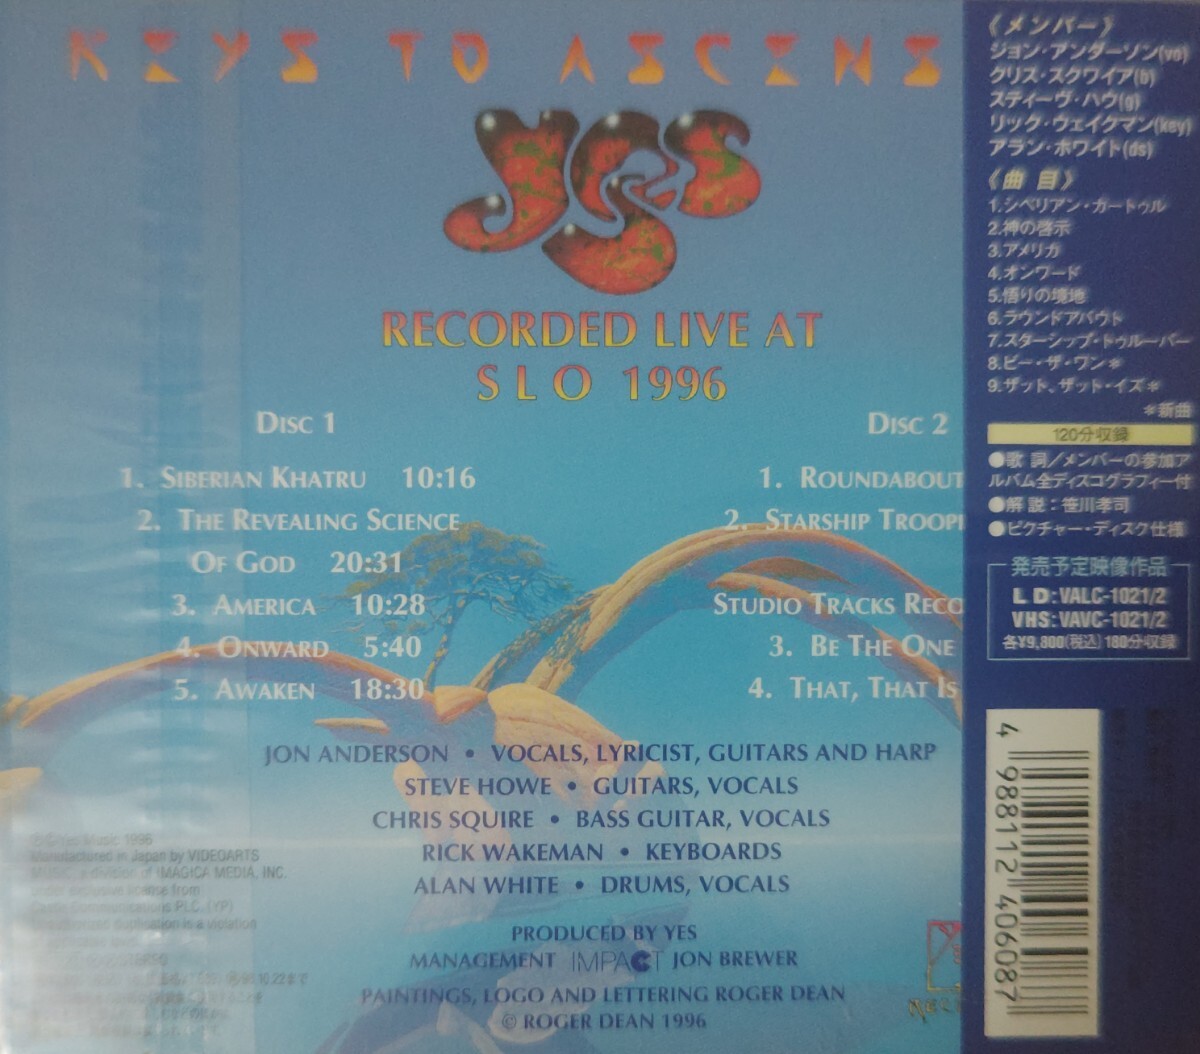 KEYS TO ASCENS
YES
RECORDED LIVE AT
SLO 1996
DISC 1
1. SIBERIAN KHATRU 10:16
2. THE REVEALING SCIENCE
OF GOD 20:31
3. AMERICA 10:28
4. ONWARD 5:40
5. AWAKEN 18:30
DISC 2
1. ROUNDABOUT
2. STARSHIP TROOP
STUDIO TRACKS RECO
3. BE THE ONE
4. THAT, THAT IS
JON ANDERSON • VOCALS, LYRICIST, GUITARS AND HARP
STEVE HOWE • GUITARS, VOCALS
CHRIS SQUIRE • BASS GUITAR, VOCALS
RICK WAKEMAN • KEYBOARDS
ALAN WHITE • DRUMS, VOCALS
PRODUCED BY YES
MANAGEMENT IMPACT JON BREWER
PAINTINGS, LOGO AND LETTERING ROGER DEAN
© ROGER DEAN 1996
Music 1996
Manufactured in Japan by VIDEOARTS
MUSIC, a division of IMAGICA MEDIA, INC.
under exclusive license from
Castle Communications PLC. (YP)
Unauthorized duplication is a violation
《メンバー》
ジョン・アンダーソン(vo)
クリス・スクワイア(b)
スティーヴ・ハウ(g)
リック・ウェイクマン(key)
アラン・ホワイト(ds)
《曲 目》
1.シベリアン・カートゥル
2.神の啓示
3.アメリカ
4.オンワード
5.悟りの境地
6.ラウンドアバウト
7.スターシップ・トゥルーパー
8.ビー・ザ・ワン*
9.ザット、ザット・イズ*
*新曲
120分収録
●歌 詞/メンバーの参加ア
ルバム全ディスコグラフィー付
●解 説:笹川孝司
●ピクチャー・ディスク仕様
発売予定映像作品
LD:VALC-1021/2
VHS:VAVC-1021/2
各¥9,800(税込)180分収録
4 988112 406087